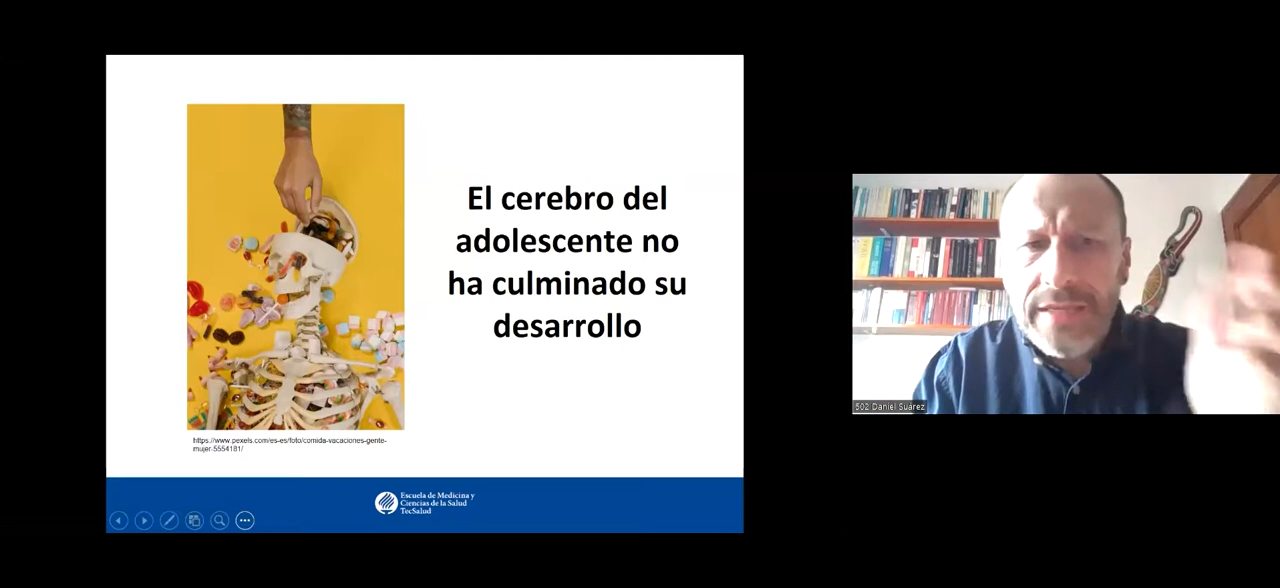 El cerebro del
adolescente no
ha culminado su
desarrollo
https://www.pexels.com/es-es/foto/comida-vacaciones-gente-
mujer-5554181/
Escuela de Medicina y
Ciencias de la Salud
TecSalud
502 Daniel Suárez